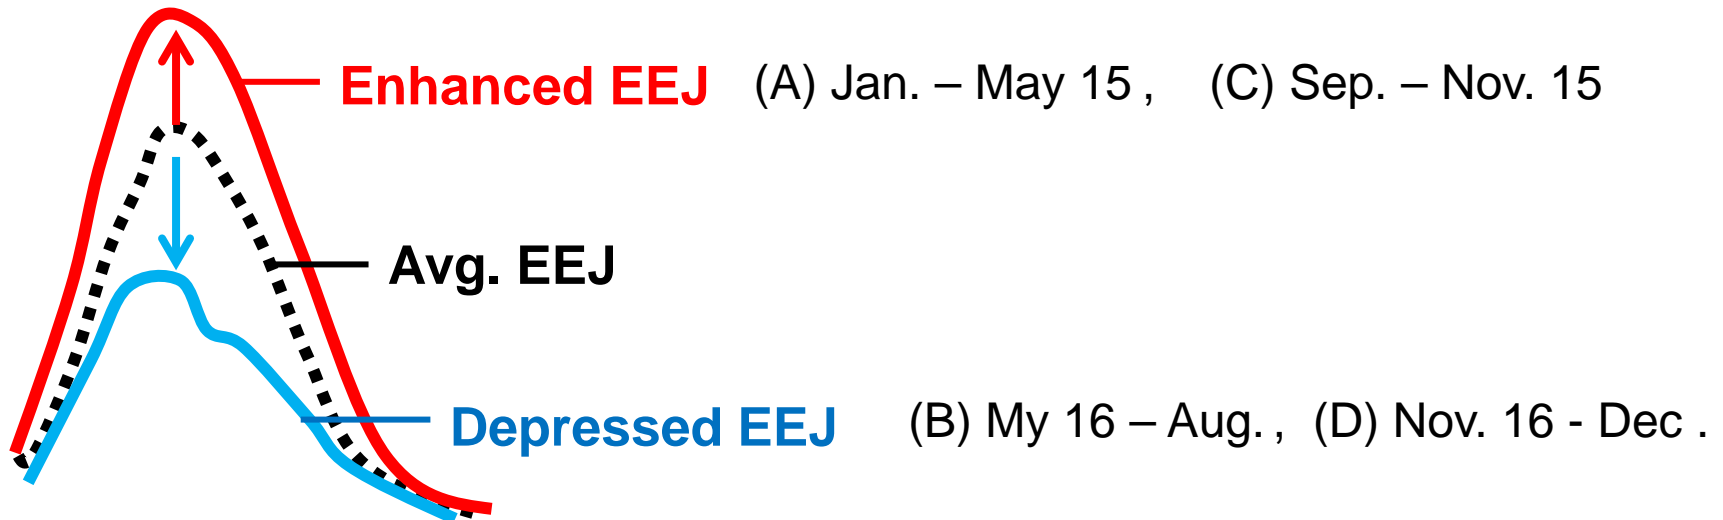 Enhanced EEJ (A) Jan. – May 15 , (C) Sep. – Nov. 15
Avg. EEJ
Depressed EEJ (B) My 16 – Aug. , (D) Nov. 16 - Dec .